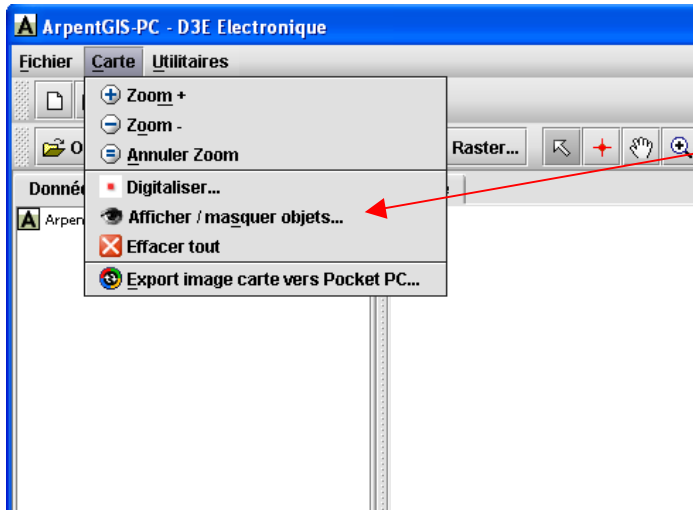 ArpentGIS-PC - D3E Electronique
Fichier Carte Utilitaires
Zoom +
Zoom -
Raster...
Annuler Zoom
Digitaliser...
Afficher / masquer objets...
Effacer tout
Export image carte vers Pocket PC...